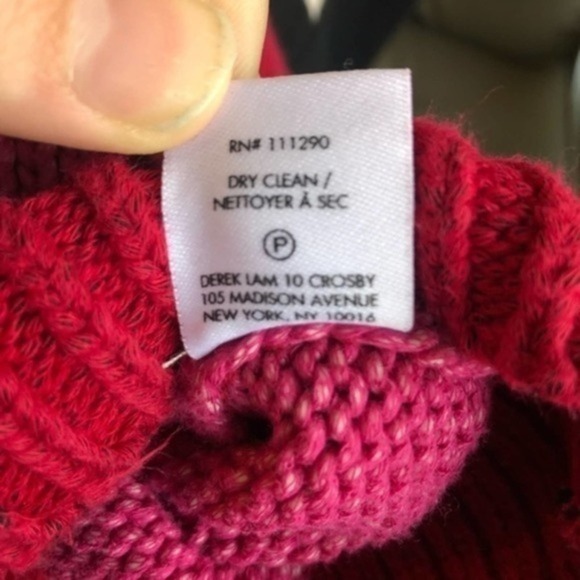 RN# 111290
DRY CLEAN /
NETTOYER À SEC
P
DEREK LAM 10 CROSBY
105 MADISON AVENUE
NEW YORK, NY 10016